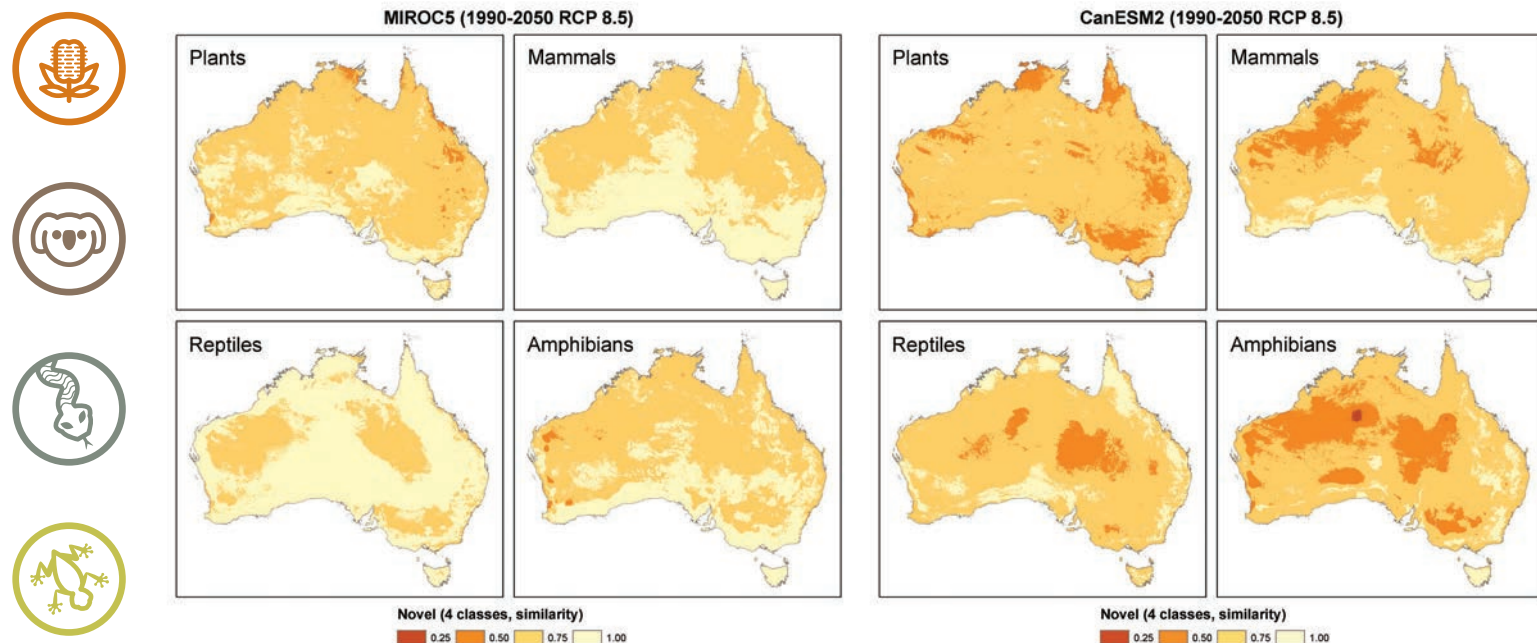 MIROC5 (1990-2050 RCP 8.5)
Plants
Mammals
Reptiles
Amphibians
Novel (4 classes, similarity)
0.25 0.50 0.75 1.00
CanESM2 (1990-2050 RCP 8.5)
Plants
Mammals
Reptiles
Amphibians
Novel (4 classes, similarity)
0.25 0.50 0.75 1.00